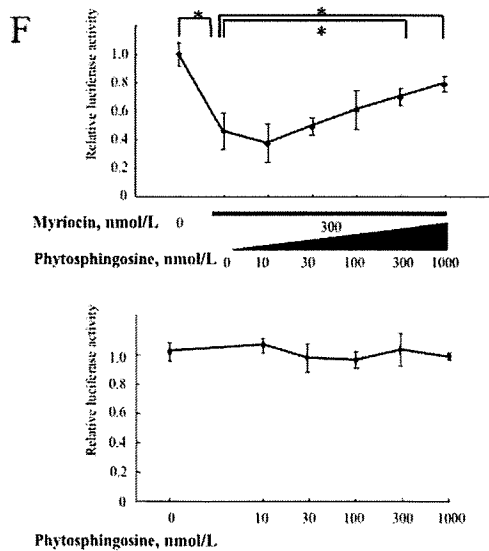 F
* *
*
Relative luciferase activity
1.0
0.8
0.6
0.4
0.2
0
Myriocin, nmol/L 0 300
Phytosphingosine, nmol/L 0 10 30 100 300 1000
Relative luciferase activity
1.0
0.8
0.6
0.4
0.2
0
0 10 30 100 300 1000
Phytosphingosine, nmol/L